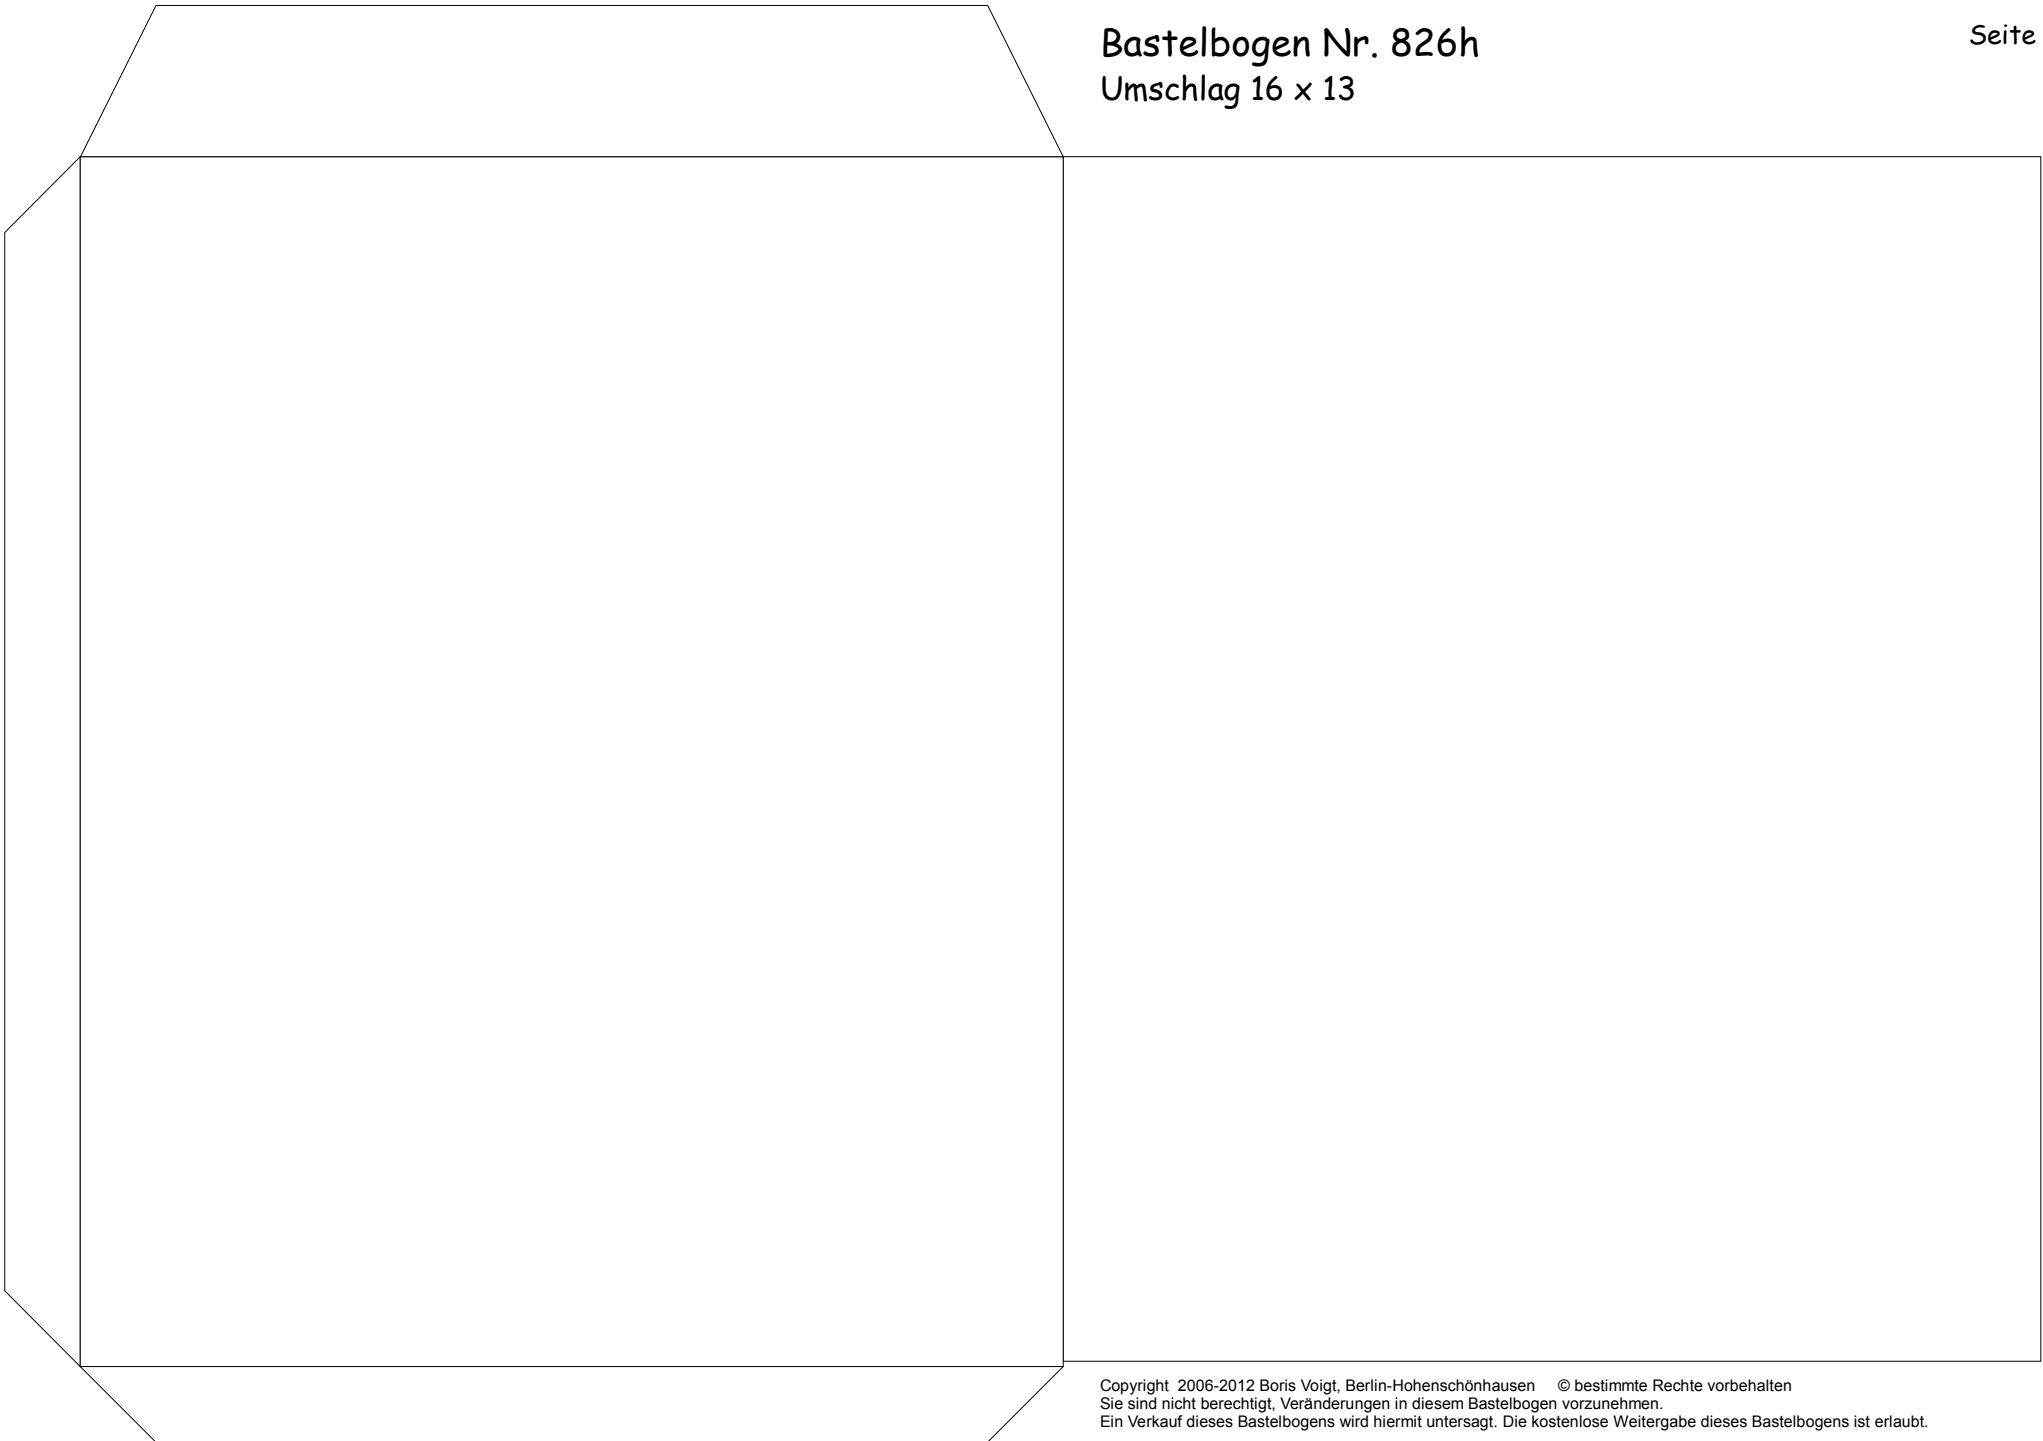 Bastelbogen Nr. 826h
Seite
Umschlag 16 x 13
Copyright  2006-2012 Boris Voigt, Berlin-Hohenschönhausen     © bestimmte Rechte vorbehalten
Sie sind nicht berechtigt, Veränderungen in diesem Bastelbogen vorzunehmen.
Ein Verkauf dieses Bastelbogens wird hiermit untersagt. Die kostenlose Weitergabe dieses Bastelbogens ist erlaubt.